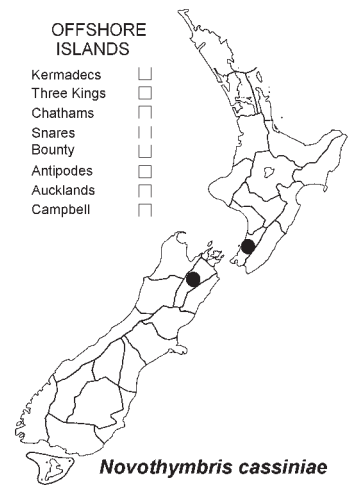 OFFSHORE
ISLANDS
Kermadecs
Three Kings
Chathams
Snares
Bounty
Antipodes
Aucklands
Campbell
Novothymbris cassiniae